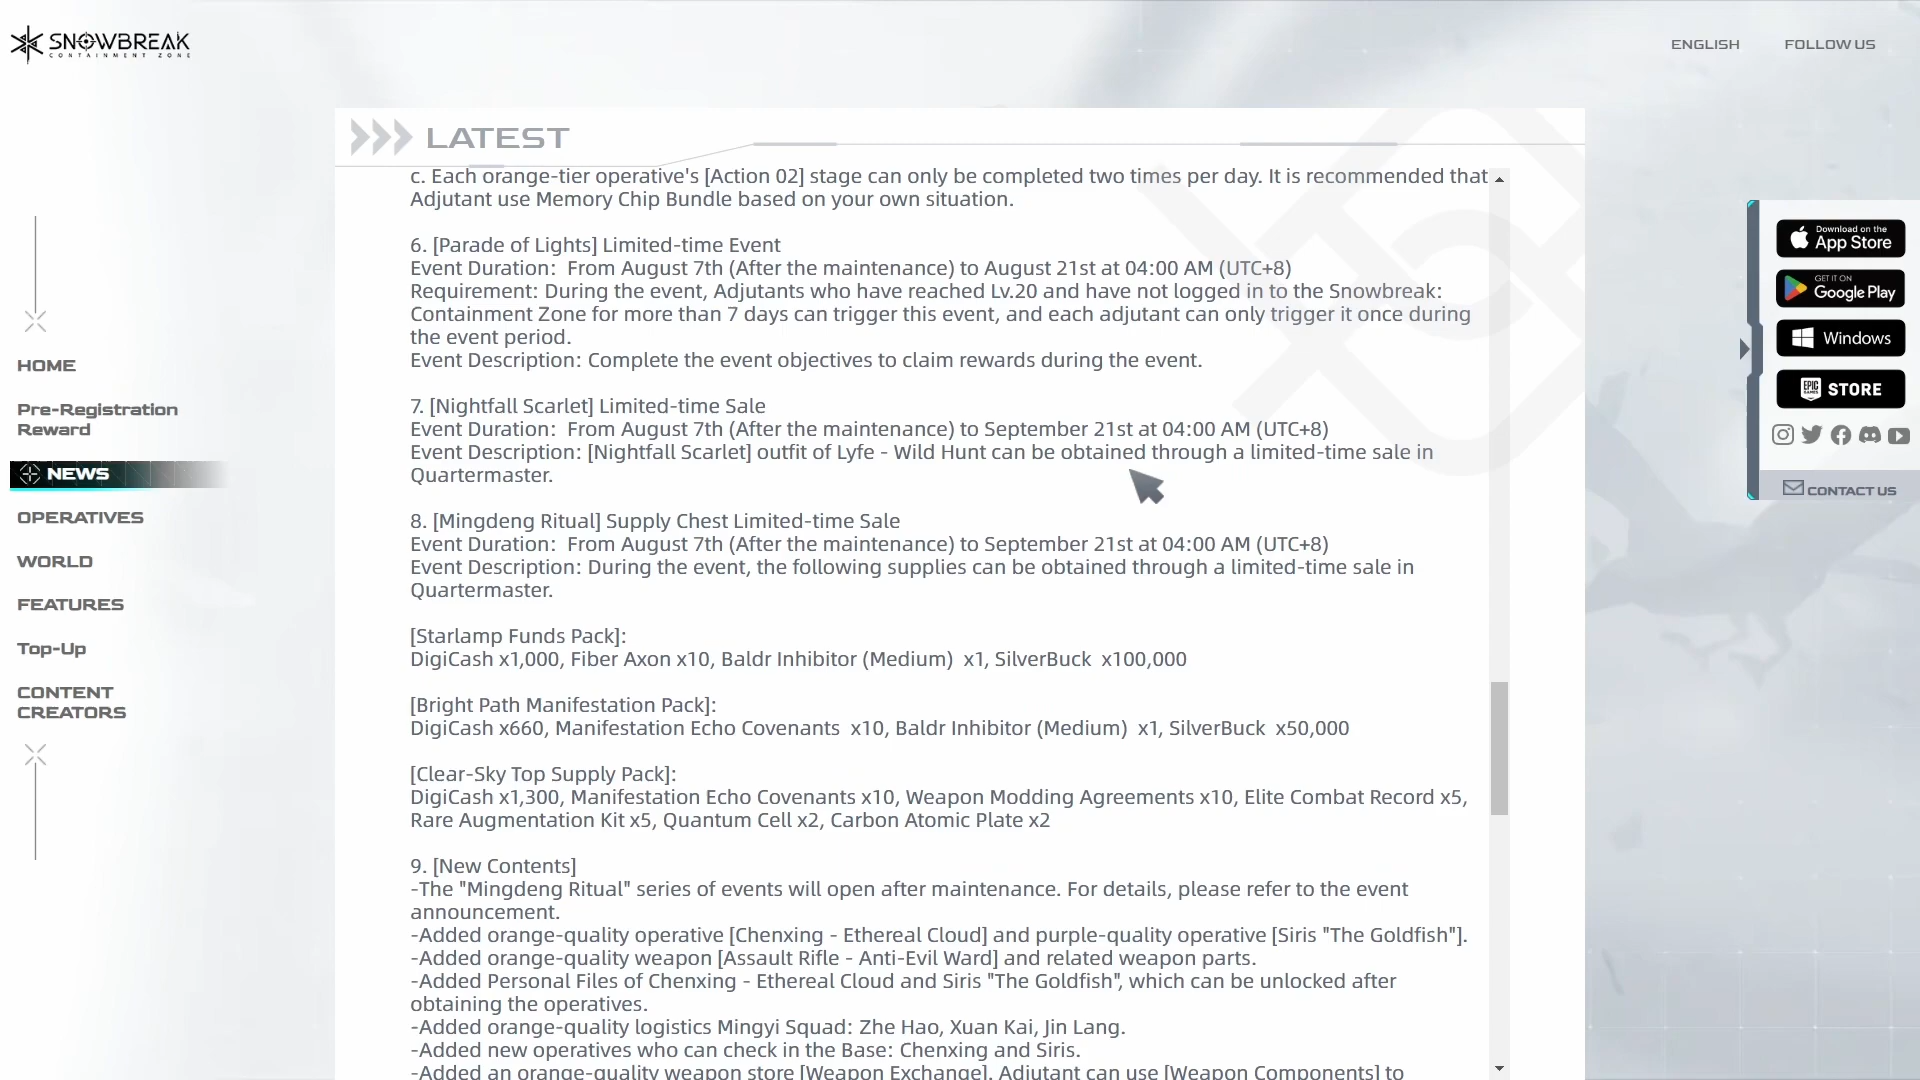 SNOWBREAK
CONTAINMENT ZONE
ENGLISH
FOLLOW US
LATEST
c. Each orange-tier operative's [Action 02] stage can only be completed two times per day. It is recommended that
Adjutant use Memory Chip Bundle based on your own situation.
6. [Parade of Lights] Limited-time Event
Event Duration:  From August 7th (After the maintenance) to August 21st at 04:00 AM (UTC+8)
Requirement: During the event, Adjutants who have reached Lv.20 and have not logged in to the Snowbreak:
Containment Zone for more than 7 days can trigger this event, and each adjutant can only trigger it once during
the event period.
Event Description: Complete the event objectives to claim rewards during the event.
7. [Nightfall Scarlet] Limited-time Sale
Event Duration:  From August 7th (After the maintenance) to September 21st at 04:00 AM (UTC+8)
Event Description: [Nightfall Scarlet] outfit of Lyfe - Wild Hunt can be obtained through a limited-time sale in
Quartermaster.
8. [Mingdeng Ritual] Supply Chest Limited-time Sale
Event Duration:  From August 7th (After the maintenance) to September 21st at 04:00 AM (UTC+8)
Event Description: During the event, the following supplies can be obtained through a limited-time sale in
Quartermaster.
[Starlamp Funds Pack]:
DigiCash x1,000, Fiber Axon x10, Baldr Inhibitor (Medium)  x1, SilverBuck  x100,000
[Bright Path Manifestation Pack]:
DigiCash x660, Manifestation Echo Covenants  x10, Baldr Inhibitor (Medium)  x1, SilverBuck  x50,000
[Clear-Sky Top Supply Pack]:
DigiCash x1,300, Manifestation Echo Covenants x10, Weapon Modding Agreements x10, Elite Combat Record x5,
Rare Augmentation Kit x5, Quantum Cell x2, Carbon Atomic Plate x2
9. [New Contents]
-The "Mingdeng Ritual" series of events will open after maintenance. For details, please refer to the event
announcement.
-Added orange-quality operative [Chenxing - Ethereal Cloud] and purple-quality operative [Siris "The Goldfish"].
-Added orange-quality weapon [Assault Rifle - Anti-Evil Ward] and related weapon parts.
-Added Personal Files of Chenxing - Ethereal Cloud and Siris "The Goldfish", which can be unlocked after
obtaining the operatives.
-Added orange-quality logistics Mingyi Squad: Zhe Hao, Xuan Kai, Jin Lang.
-Added new operatives who can check in the Base: Chenxing and Siris.
-Added an orange-quality weapon store [Weapon Exchange]. Adjutant can use [Weapon Components] to
HOME
Pre-Registration
Reward
NEWS
OPERATIVES
WORLD
FEATURES
Top-Up
CONTENT
CREATORS
Download on the
App Store
GET IT ON
Google Play
Windows
EPIC
GAMES
STORE
CONTACT US